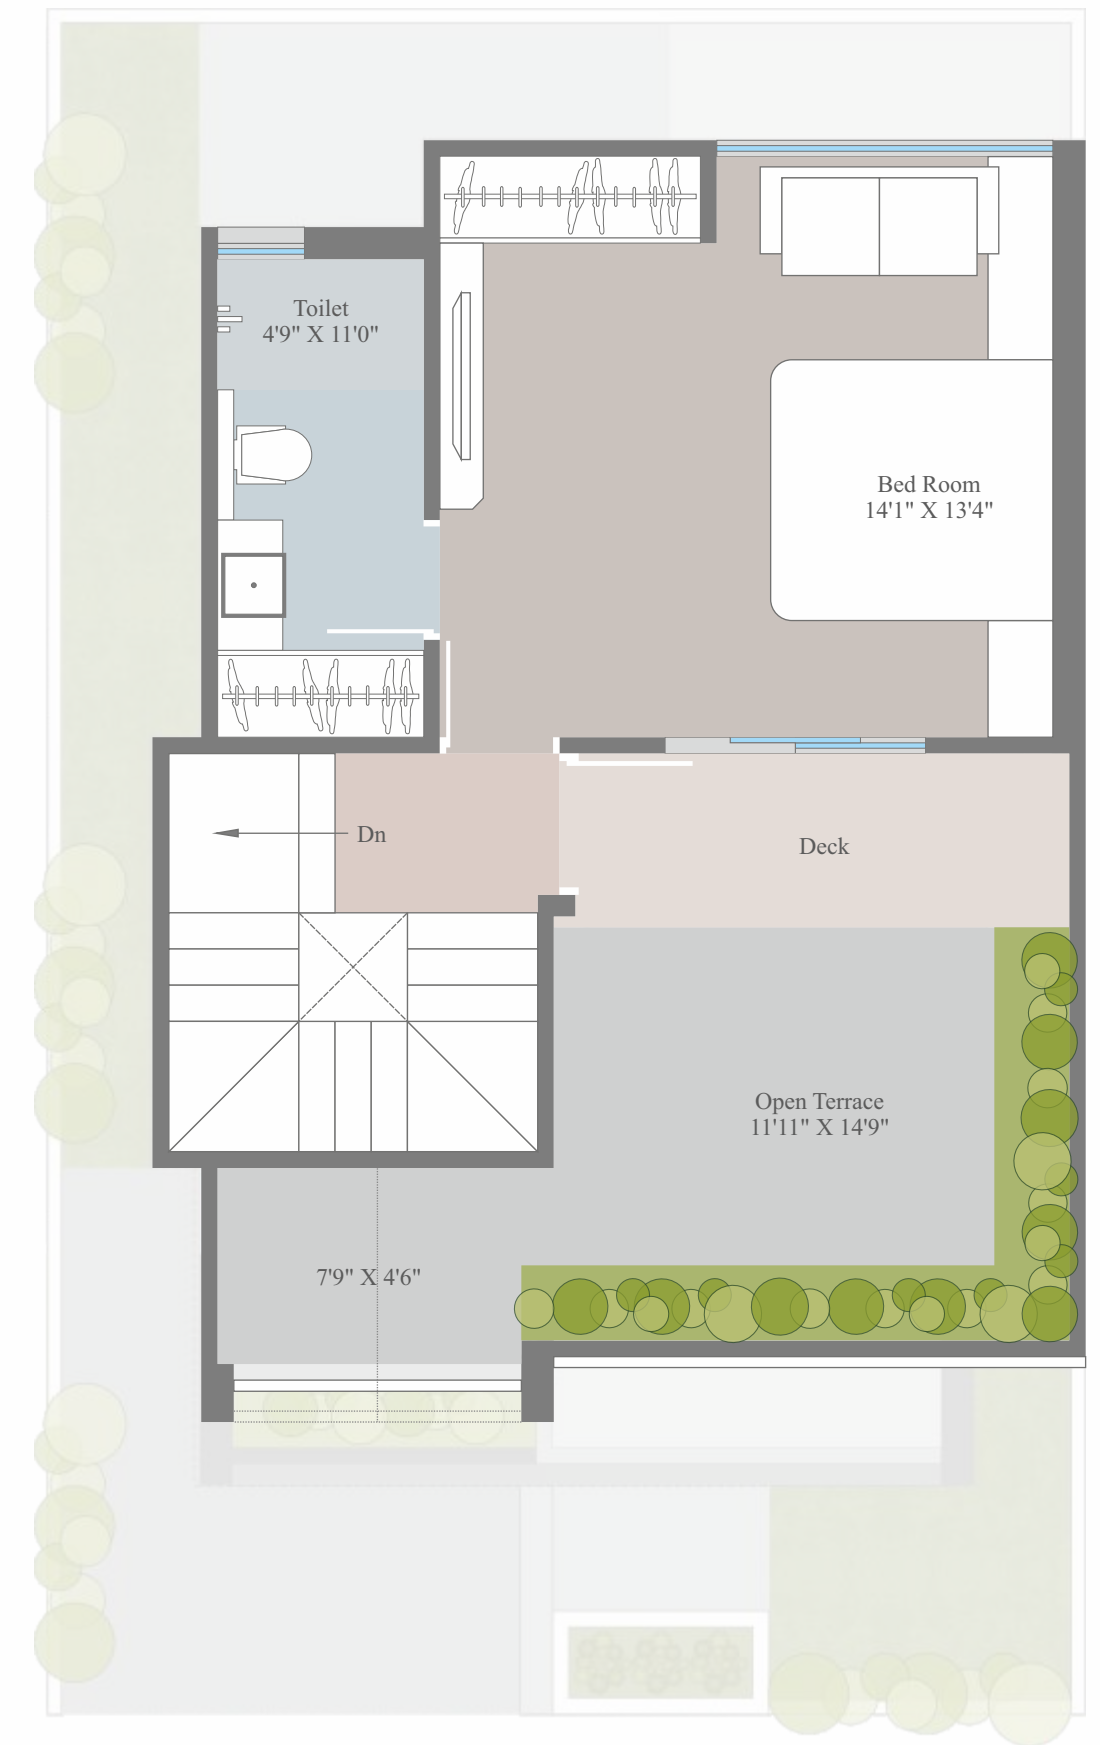 Toilet
4'9" X 11'0"
Bed Room
14'1" X 13'4"
Dn
Deck
Open Terrace
11'11" X 14'9"
7'9" X 4'6"